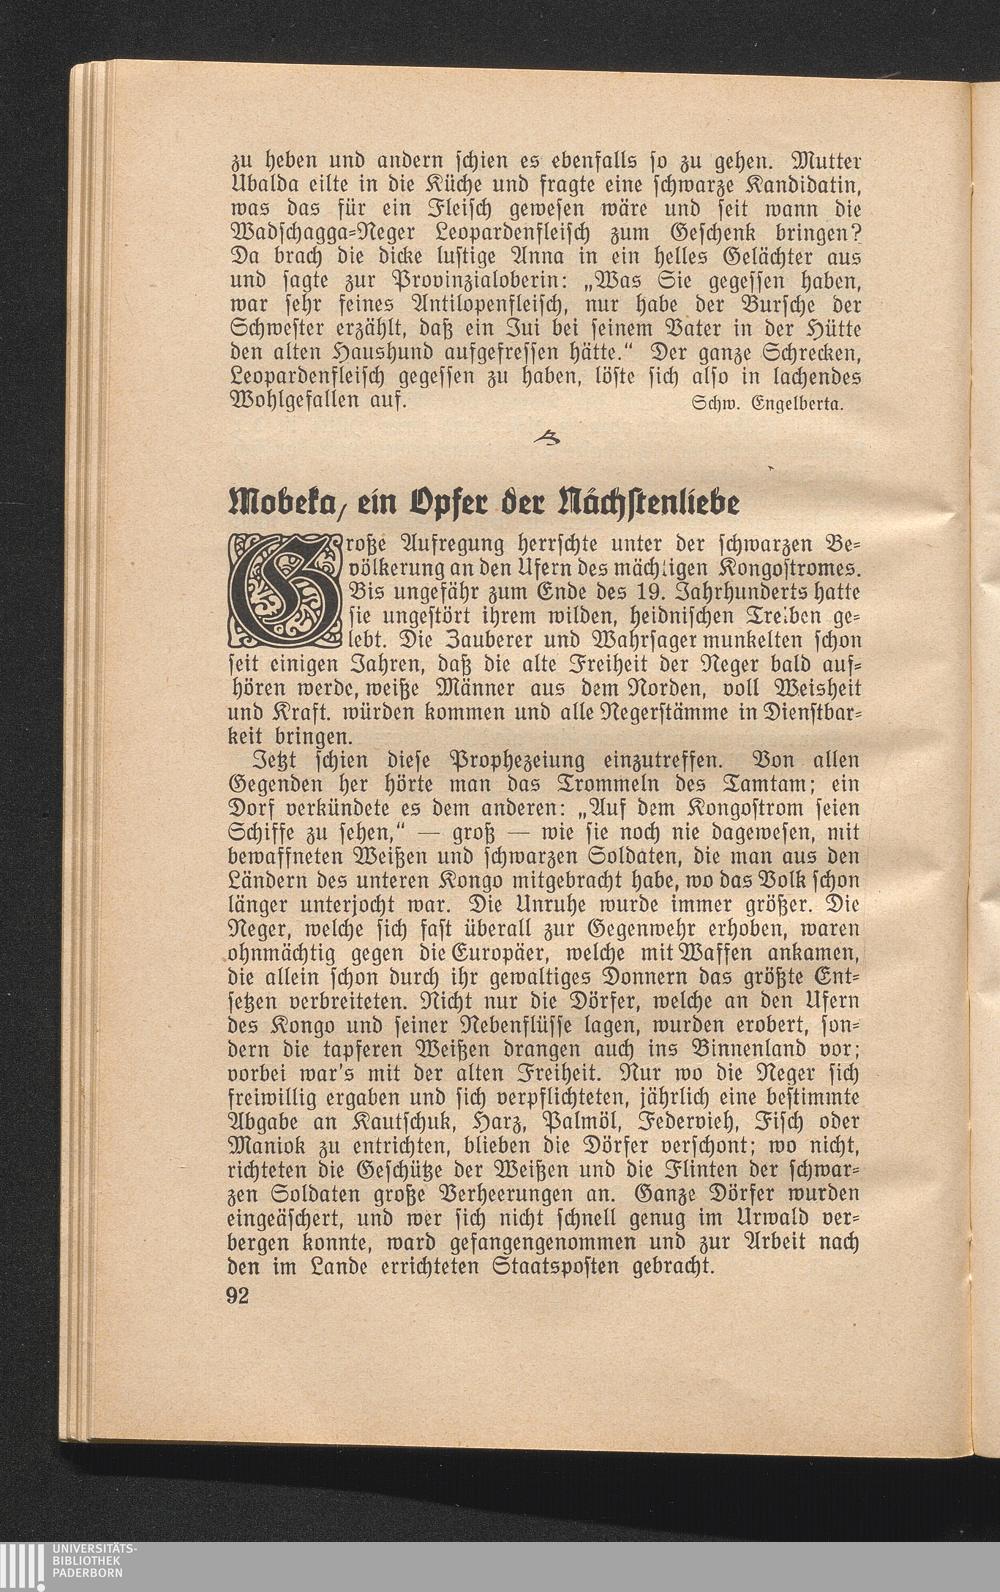 zu heben und andern schien es ebenfalls so zu gehen. Mutter
Ubalda eilte in die Küche und fragte eine schwarze Kandidatin,
was das für ein Fleisch gewesen wäre und seit wann die
Wadschagga-Neger Leopardenfleisch zum Geschenk bringen?
Da brach die dicke lustige Anna in ein helles Gelächter aus
und sagte zur Provinzialoberin: „Was Sie gegessen haben,
war sehr feines Antilopenfleisch, nur habe der Bursche der
Schwester erzählt, daß ein Jui bei seinem Vater in der Hütte
den alten Haushund aufgefressen hätte.“ Der ganze Schrecken,
Leopardenfleisch gegessen zu haben, löste sich also in lachendes
Wohlgefallen auf. Schw. Engelberta.
Mobeka, ein Opfer der Nächstenliebe
Große Aufregung herrschte unter der schwarzen Be-
völkerung an den Ufern des mächtigen Kongostromes.
Bis ungefähr zum Ende des 19. Jahrhunderts hatte
sie ungestört ihrem wilden, heidnischen Treiben ge-
lebt. Die Zauberer und Wahrsager munkelten schon
seit einigen Jahren, daß die alte Freiheit der Neger bald auf-
hören werde, weiße Männer aus dem Norden, voll Weisheit
und Kraft. würden kommen und alle Negerstämme in Dienstbar-
keit bringen.
Jetzt schien diese Prophezeiung einzutreffen. Von allen
Gegenden her hörte man das Trommeln des Tamtam; ein
Dorf verkündete es dem anderen: „Auf dem Kongostrom seien
Schiffe zu sehen,“ — groß — wie sie noch nie dagewesen, mit
bewaffneten Weißen und schwarzen Soldaten, die man aus den
Ländern des unteren Kongo mitgebracht habe, wo das Volk schon
länger unterjocht war. Die Unruhe wurde immer größer. Die
Neger, welche sich fast überall zur Gegenwehr erhoben, waren
ohnmächtig gegen die Europäer, welche mit Waffen ankamen,
die allein schon durch ihr gewaltiges Donnern das größte Ent-
setzen verbreiteten. Nicht nur die Dörfer, welche an den Ufern
des Kongo und seiner Nebenflüsse lagen, wurden erobert, son-
dern die tapferen Weißen drangen auch ins Binnenland vor;
vorbei war's mit der alten Freiheit. Nur wo die Neger sich
freiwillig ergaben und sich verpflichteten, jährlich eine bestimmte
Abgabe an Kautschuk, Harz, Palmöl, Federvieh, Fisch oder
Maniok zu entrichten, blieben die Dörfer verschont; wo nicht,
richteten die Geschütze der Weißen und die Flinten der schwar-
zen Soldaten große Verheerungen an. Ganze Dörfer wurden
eingeäschert, und wer sich nicht schnell genug im Urwald ver-
bergen konnte, ward gefangengenommen und zur Arbeit nach
den im Lande errichteten Staatsposten gebracht.
92
UNIVERSITÄTS-
BIBLIOTHEK
PADERBORN